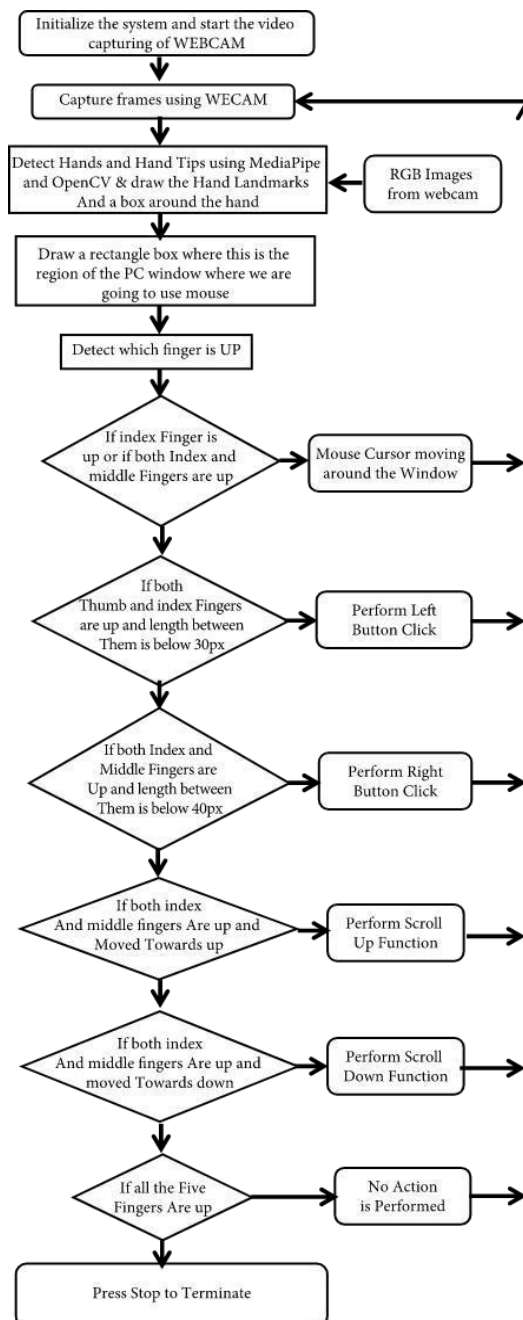 Initialize the system and start the video
capturing of WEBCAM
Capture frames using WECAM
Detect Hands and Hand Tips using MediaPipe
and OpenCV & draw the Hand Landmarks
And a box around the hand
RGB Images
from webcam
Draw a rectangle box where this is the
region of the PC window where we are
going to use mouse
Detect which finger is UP
If index Finger is
up or if both Index and
middle Fingers are up
Mouse Cursor moving
around the Window
If both
Thumb and index Fingers
are up and length between
Them is below 30px
Perform Left
Button Click
If both Index and
Middle Fingers are
Up and length between
Them is below 40px
Perform Right
Button Click
If both index
And middle fingers Are up and
Moved Towards up
Perform Scroll
Up Function
If both index
And middle fingers Are up and
moved Towards down
Perform Scroll
Down Function
If all the Five
Fingers Are up
No Action
is Performed
Press Stop to Terminate